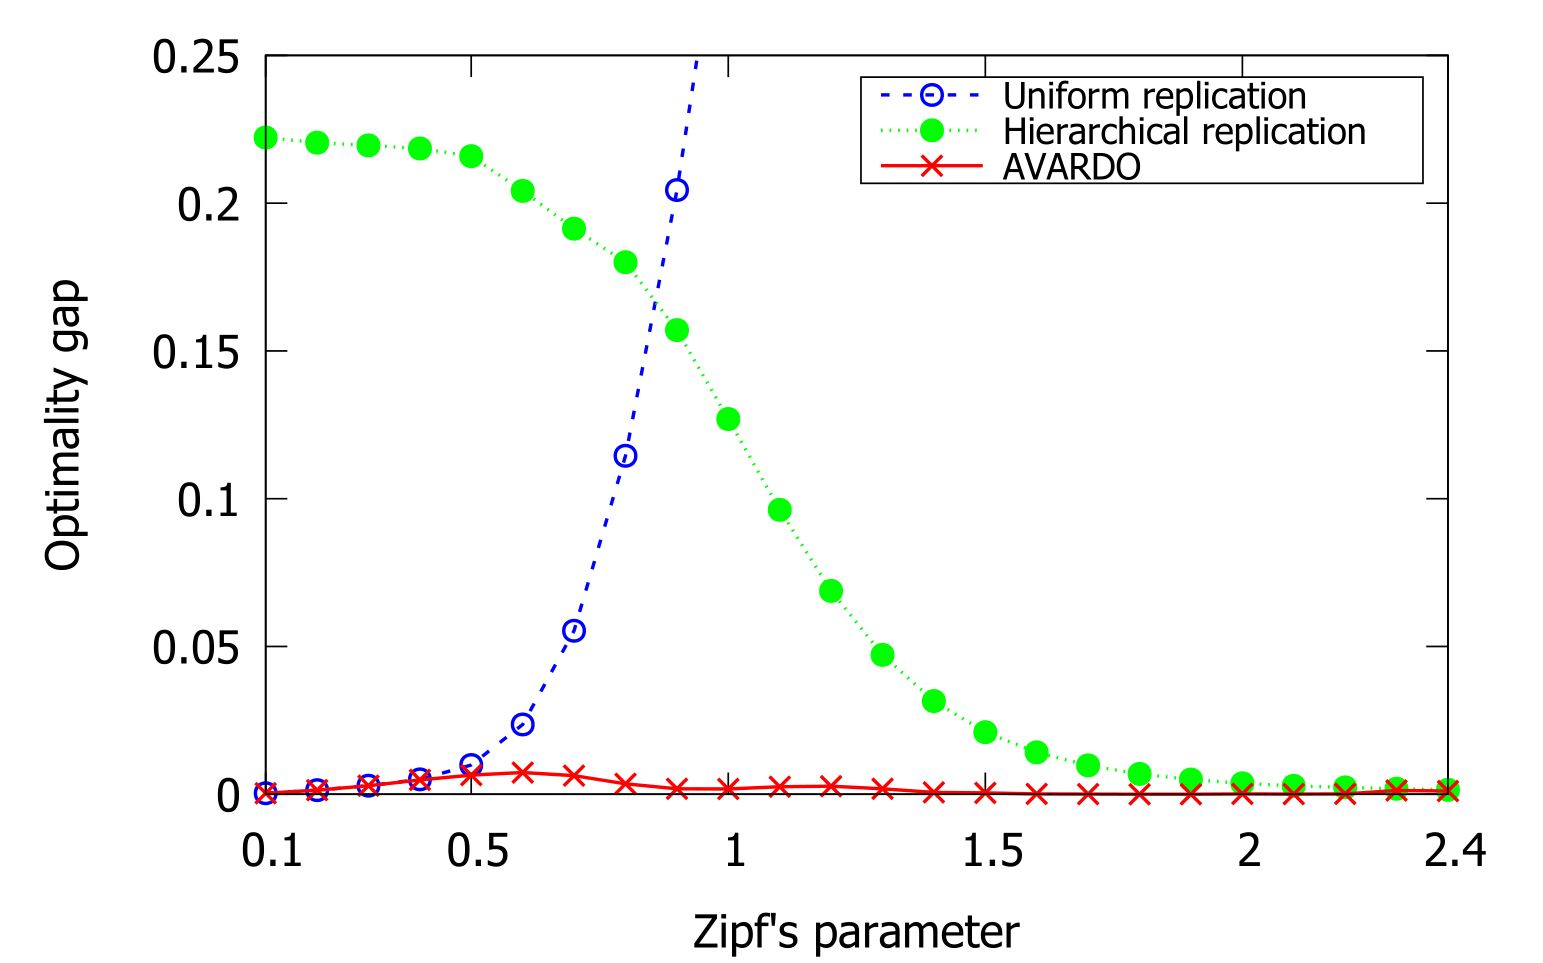 0.25
0.2
0.15
0.1
0.05
0
0.1
0.5
1
1.5
2
2.4
Optimality gap
Zipf's parameter
Uniform replication
Hierarchical replication
AVARDO